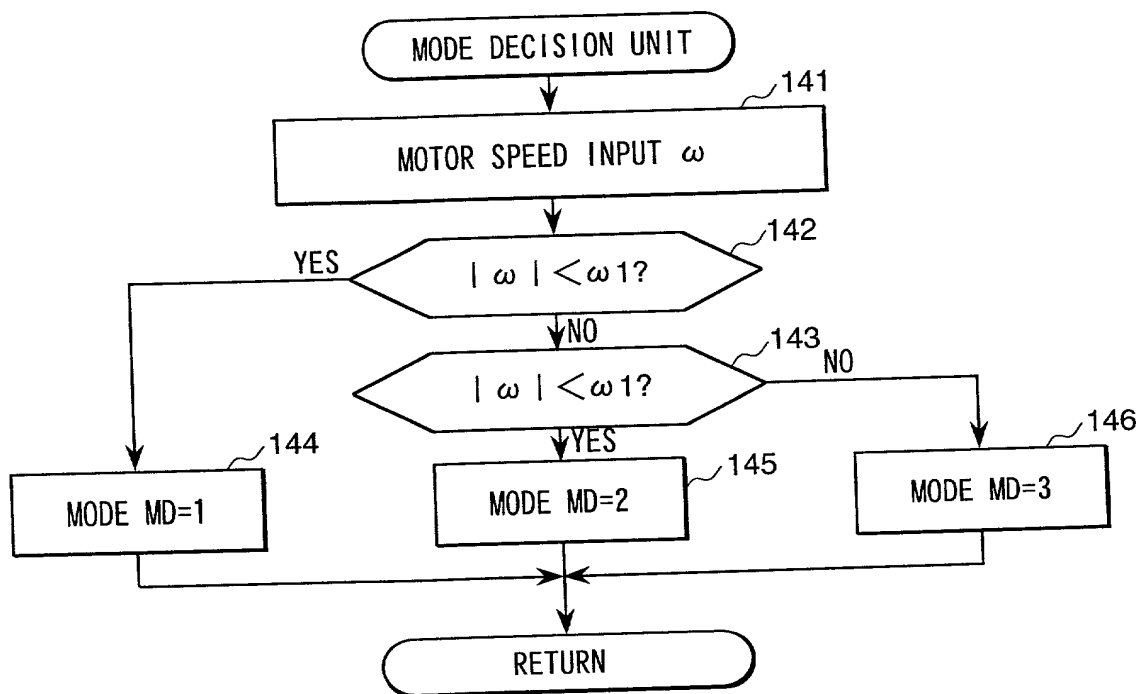 MODE DECISION UNIT
141
MOTOR SPEED INPUT ω
142
YES
| ω | <ω1?
NO
143
NO
| ω | <ω1?
YES
144
MODE MD=1
145
MODE MD=2
146
MODE MD=3
RETURN